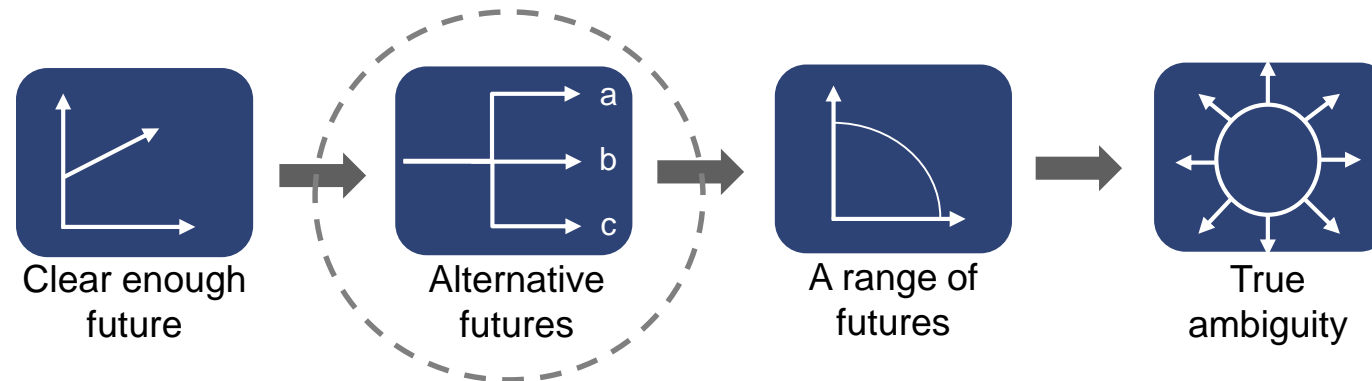 a
b
c
Clear enough
future
Alternative
futures
A range of
futures
True
ambiguity